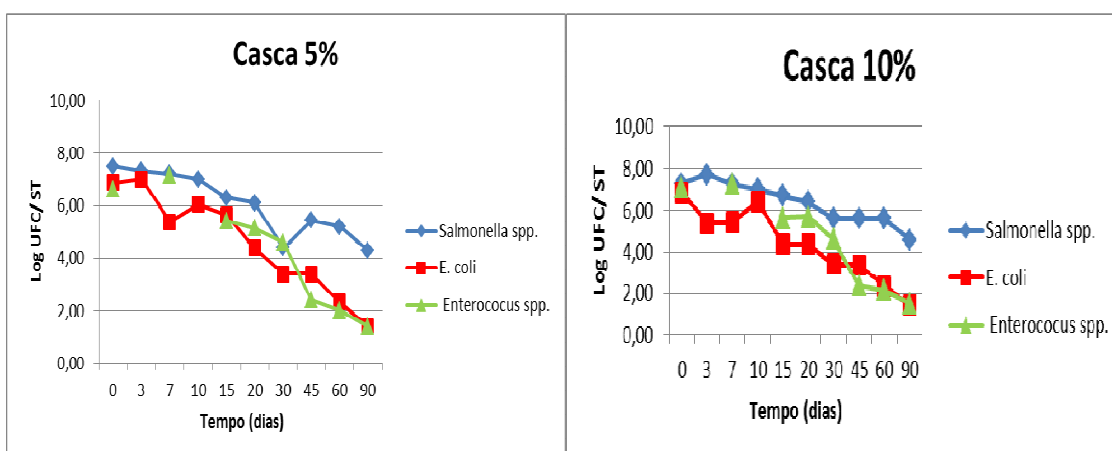 Casca 5%
10,00
8,00
6,00
4,00
2,00
0,00
Log UFC/ ST
0 3 7 10 15 20 30 45 60 90
Tempo (dias)
Salmonella spp.
E. coli
Enterococus spp.
Casca 10%
10,00
8,00
6,00
4,00
2,00
0,00
Log UFC/ ST
0 3 7 10 15 20 30 45 60 90
Tempo (dias)
Salmonella spp.
E. coli
Enterococus spp.